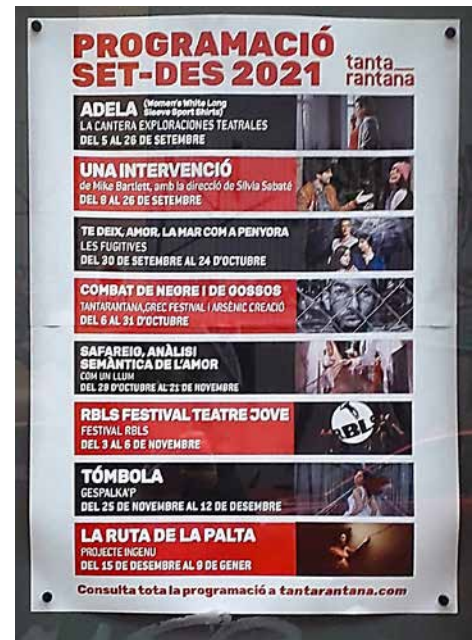 PROGRAMACIÓ
SET-DES 2021
tanta__
rantana
ADELA (Women's White Long
Sleeve Sport Shirts)
LA CANTERA EXPLORACIONES TEATRALES
DEL 5 AL 26 DE SETEMBRE
UNA INTERVENCIÓ
de Mike Bartlett, amb la direcció de Sílvia Sabaté
DEL 8 AL 26 DE SETEMBRE
TE DEIX, AMOR, LA MAR COM A PENYORA
LES FUGITIVES
DEL 30 DE SETEMBRE AL 24 D'OCTUBRE
COMBAT DE NEGRE I DE GOSSOS
TANTARANTANA, GREC FESTIVAL I ARSÈNIC CREACIÓ
DEL 6 AL 31 D'OCTUBRE
SAFAREIG, ANÀLISI
SEMÀNTICA DE L'AMOR
COM UN LLUM
DEL 28 D'OCTUBRE AL 21 DE NOVEMBRE
RBLS FESTIVAL TEATRE JOVE
FESTIVAL RBLS
DEL 3 AL 6 DE NOVEMBRE
RBLS
TÓMBOLA
GESPALKA'P
DEL 25 DE NOVEMBRE AL 12 DE DESEMBRE
LA RUTA DE LA PALTA
PROJECTE INGENU
DEL 15 DE DESEMBRE AL 9 DE GENER
Consulta tota la programació a tantarantana.com